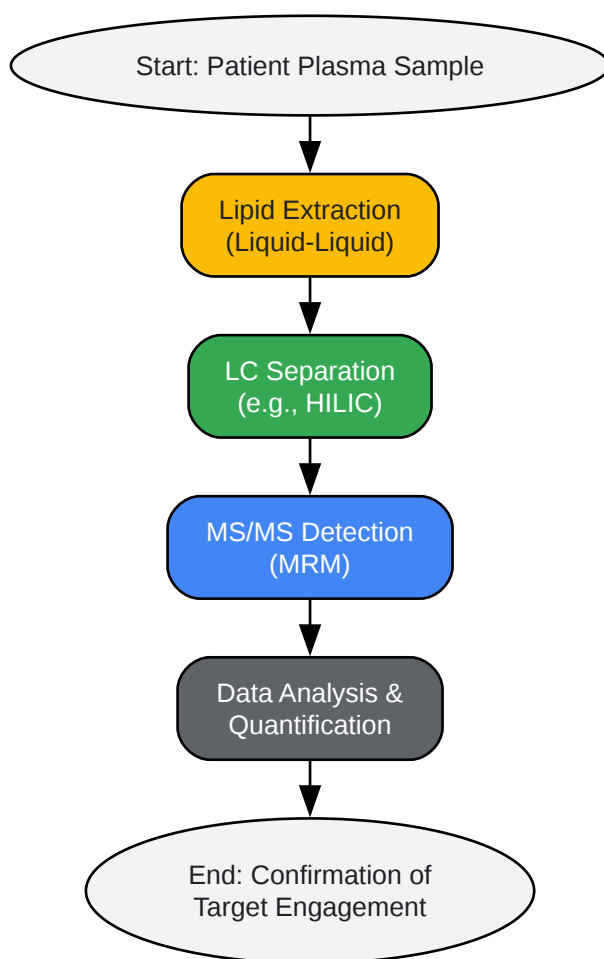 Start: Patient Plasma Sample
Lipid Extraction
(Liquid-Liquid)
LC Separation
(e.g., HILIC)
MS/MS Detection
(MRM)
Data Analysis &
Quantification
End: Confirmation of
Target Engagement